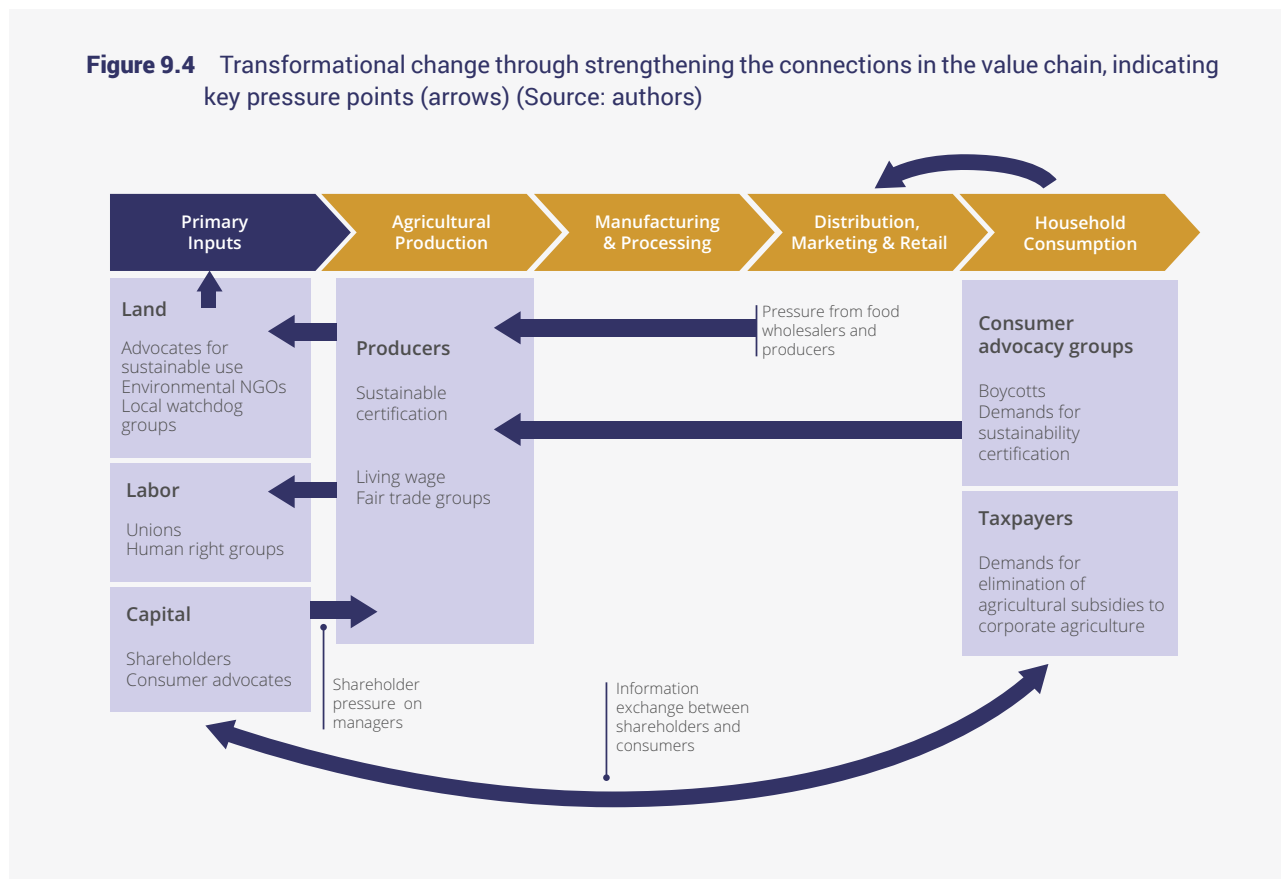 Figure 9.4 Transformational change through strengthening the connections in the value chain, indicating
key pressure points (arrows) (Source: authors)
Primary
Inputs
Agricultural
Production
Manufacturing
& Processing
Distribution,
Marketing & Retail
Household
Consumption
Land
Advocates for
sustainable use
Environmental NGOs
Local watchdog
groups
Labor
Unions
Human right groups
Capital
Shareholders
Consumer advocates
Producers
Sustainable
certification
Living wage
Fair trade groups
Shareholder
pressure on
managers
Pressure from food
wholesalers and
producers
Information
exchange between
shareholders and
consumers
Consumer
advocacy groups
Boycotts
Demands for
sustainability
certification
Taxpayers
Demands for
elimination of
agricultural subsidies to
corporate agriculture